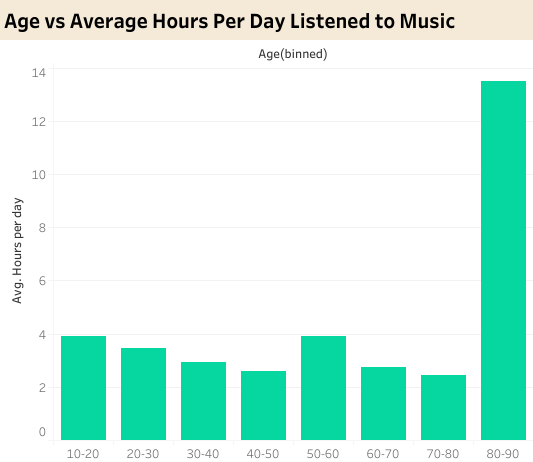 Age vs Average Hours Per Day Listened to Music
Age(binned)
14
12
10
8
6
4
2
0
Avg. Hours per day
10-20 20-30 30-40 40-50 50-60 60-70 70-80 80-90